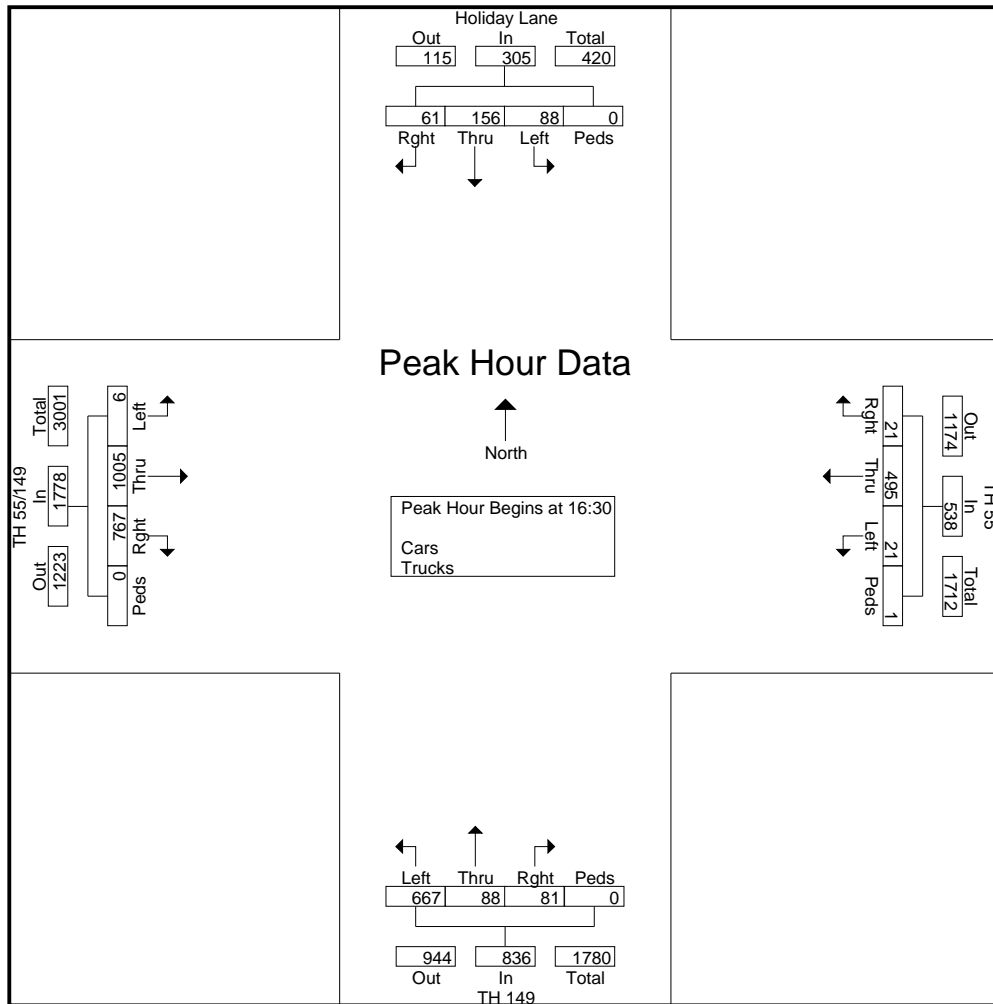 Holiday Lane
Out In Total
115 305 420
61 156 88 0
Rght Thru Left Peds
Peak Hour Data
North
Peak Hour Begins at 16:30
Cars
Trucks
TH 55/149
Out In Total
1223 1778 3001
0 767 1005 6
Peds Rght Thru Left
TH 55
Out In Total
1174 538 1712
Rght Thru Left Peds
21 495 21 1
Left Thru Rght Peds
667 88 81 0
944 836 1780
Out In Total
TH 149